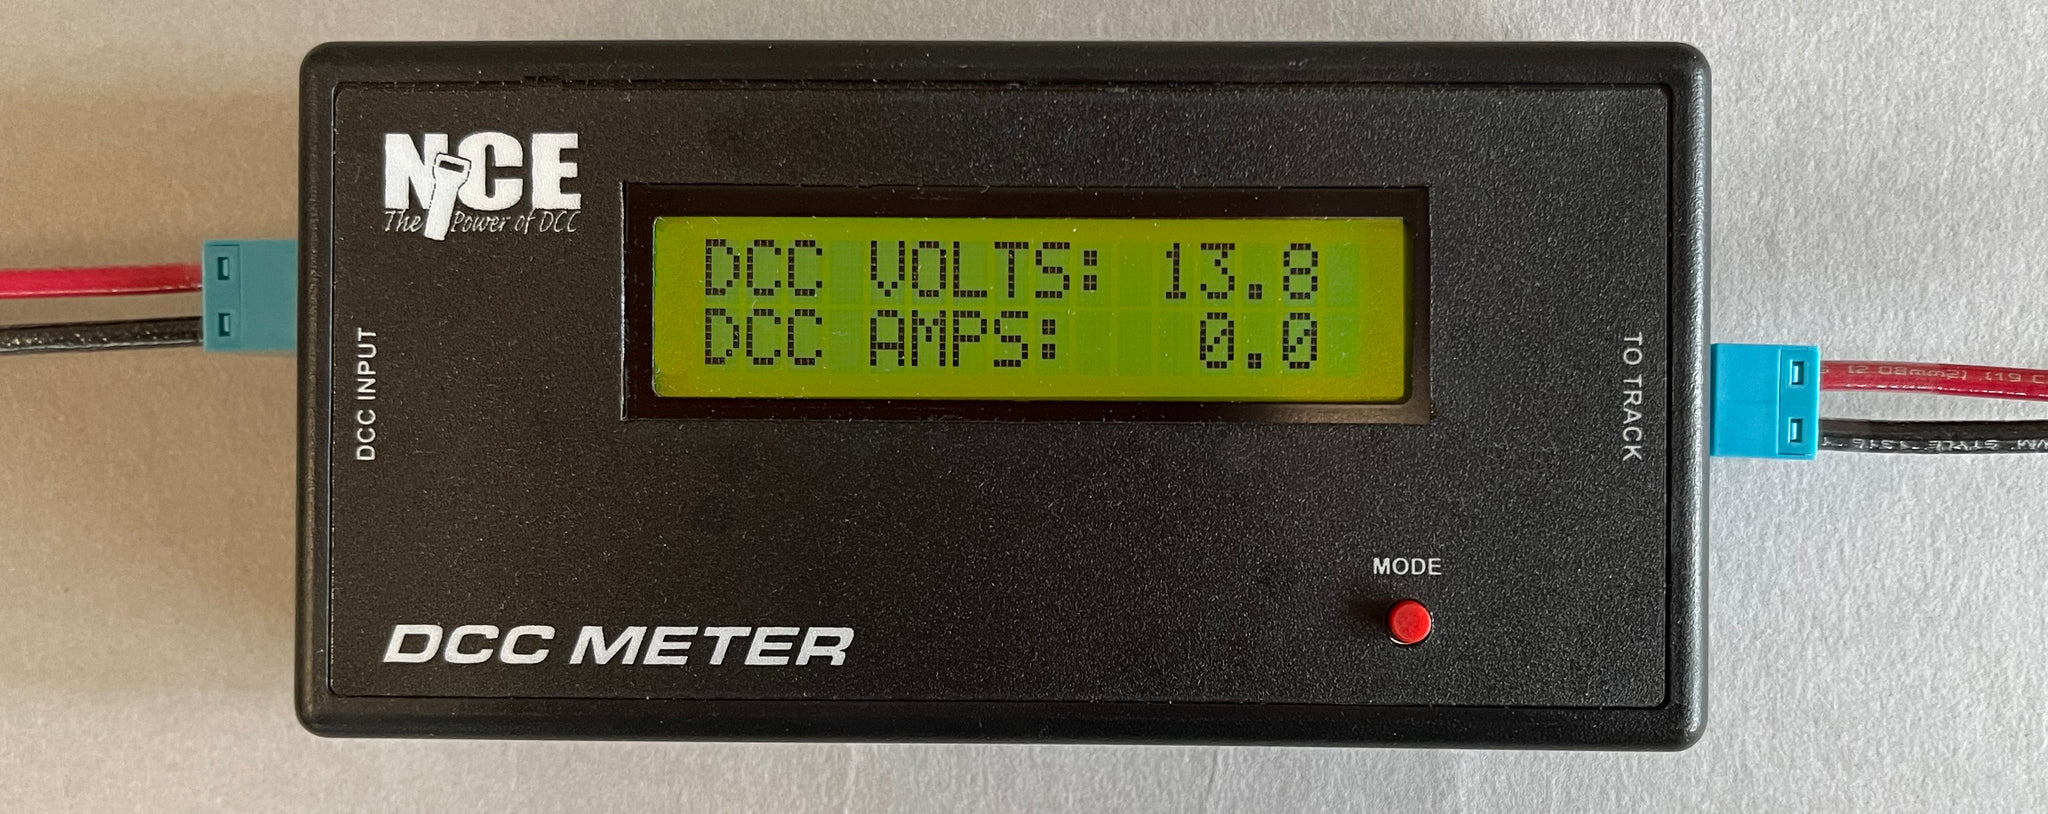 NCE
The Power of DCC
DCC VOLTS: 13.8
DCC AMPS: 0.0
DCC INPUT
TO TRACK
MODE
DCC METER